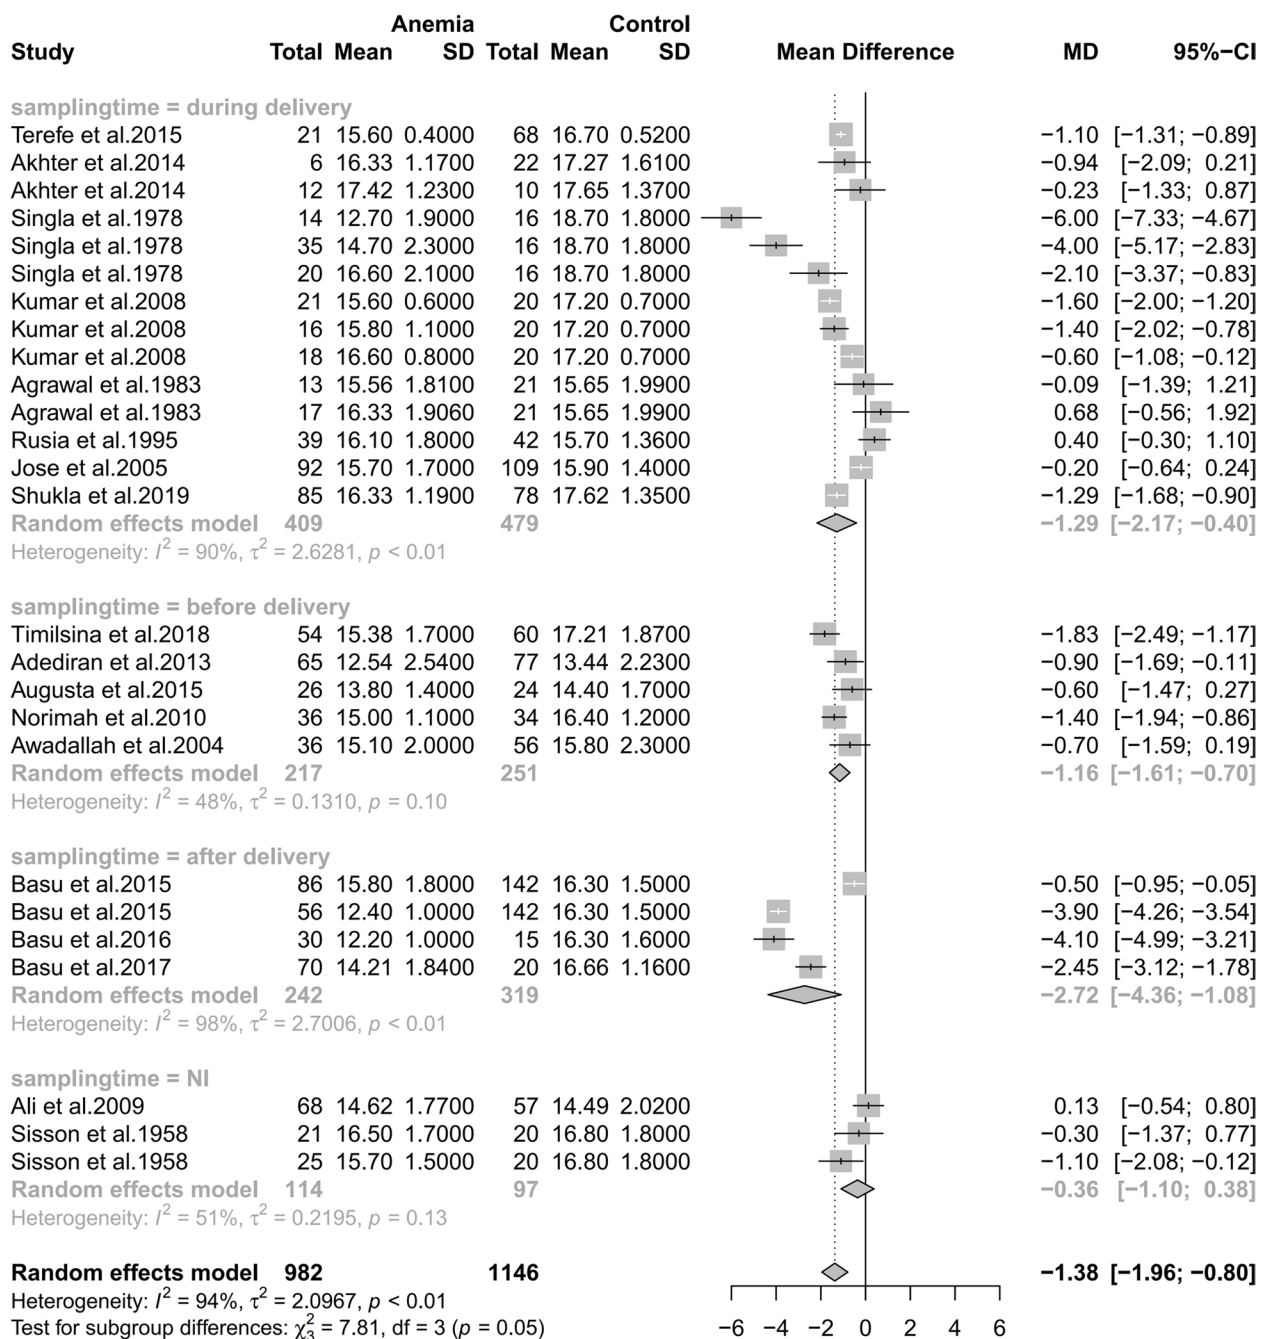 Anemia Control
Study Total Mean SD Total Mean SD Mean Difference MD 95%−CI
samplingtime = during delivery
Terefe et al.2015 21 15.60 0.4000 68 16.70 0.5200 −1.10 [−1.31; −0.89]
Akhter et al.2014 6 16.33 1.1700 22 17.27 1.6100 −0.94 [−2.09; 0.21]
Akhter et al.2014 12 17.42 1.2300 10 17.65 1.3700 −0.23 [−1.33; 0.87]
Singla et al.1978 14 12.70 1.9000 16 18.70 1.8000 −6.00 [−7.33; −4.67]
Singla et al.1978 35 14.70 2.3000 16 18.70 1.8000 −4.00 [−5.17; −2.83]
Singla et al.1978 20 16.60 2.1000 16 18.70 1.8000 −2.10 [−3.37; −0.83]
Kumar et al.2008 21 15.60 0.6000 20 17.20 0.7000 −1.60 [−2.00; −1.20]
Kumar et al.2008 16 15.80 1.1000 20 17.20 0.7000 −1.40 [−2.02; −0.78]
Kumar et al.2008 18 16.60 0.8000 20 17.20 0.7000 −0.60 [−1.08; −0.12]
Agrawal et al.1983 13 15.56 1.8100 21 15.65 1.9900 −0.09 [−1.39; 1.21]
Agrawal et al.1983 17 16.33 1.9060 21 15.65 1.9900 0.68 [−0.56; 1.92]
Rusia et al.1995 39 16.10 1.8000 42 15.70 1.3600 0.40 [−0.30; 1.10]
Jose et al.2005 92 15.70 1.7000 109 15.90 1.4000 −0.20 [−0.64; 0.24]
Shukla et al.2019 85 16.33 1.1900 78 17.62 1.3500 −1.29 [−1.68; −0.90]
Random effects model 409 479 −1.29 [−2.17; −0.40]
Heterogeneity: I² = 90%, τ² = 2.6281, p < 0.01
samplingtime = before delivery
Timilsina et al.2018 54 15.38 1.7000 60 17.21 1.8700 −1.83 [−2.49; −1.17]
Adediran et al.2013 65 12.54 2.5400 77 13.44 2.2300 −0.90 [−1.69; −0.11]
Augusta et al.2015 26 13.80 1.4000 24 14.40 1.7000 −0.60 [−1.47; 0.27]
Norimah et al.2010 36 15.00 1.1000 34 16.40 1.2000 −1.40 [−1.94; −0.86]
Awadallah et al.2004 36 15.10 2.0000 56 15.80 2.3000 −0.70 [−1.59; 0.19]
Random effects model 217 251 −1.16 [−1.61; −0.70]
Heterogeneity: I² = 48%, τ² = 0.1310, p = 0.10
samplingtime = after delivery
Basu et al.2015 86 15.80 1.8000 142 16.30 1.5000 −0.50 [−0.95; −0.05]
Basu et al.2015 56 12.40 1.0000 142 16.30 1.5000 −3.90 [−4.26; −3.54]
Basu et al.2016 30 12.20 1.0000 15 16.30 1.6000 −4.10 [−4.99; −3.21]
Basu et al.2017 70 14.21 1.8400 20 16.66 1.1600 −2.45 [−3.12; −1.78]
Random effects model 242 319 −2.72 [−4.36; −1.08]
Heterogeneity: I² = 98%, τ² = 2.7006, p < 0.01
samplingtime = NI
Ali et al.2009 68 14.62 1.7700 57 14.49 2.0200 0.13 [−0.54; 0.80]
Sisson et al.1958 21 16.50 1.7000 20 16.80 1.8000 −0.30 [−1.37; 0.77]
Sisson et al.1958 25 15.70 1.5000 20 16.80 1.8000 −1.10 [−2.08; −0.12]
Random effects model 114 97 −0.36 [−1.10; 0.38]
Heterogeneity: I² = 51%, τ² = 0.2195, p = 0.13
Random effects model 982 1146 −1.38 [−1.96; −0.80]
Heterogeneity: I² = 94%, τ² = 2.0967, p < 0.01
Test for subgroup differences: χ²₃ = 7.81, df = 3 (p = 0.05)
−6 −4 −2 0 2 4 6